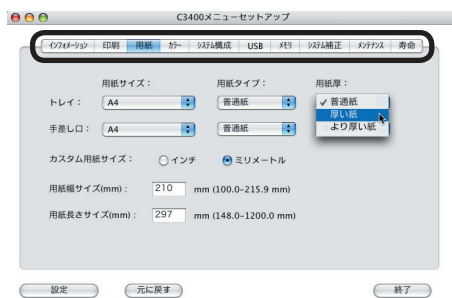 C3400メニューセットアップ
ｲﾝﾌｫﾒｰｼｮﾝ 印刷 用紙 ｶﾗｰ ｼｽﾃﾑ構成 USB ﾒﾓﾘ ｼｽﾃﾑ補正 ﾒﾝﾃﾅﾝｽ 寿命
用紙サイズ： 用紙タイプ： 用紙厚：
トレイ： A4 普通紙 ✓ 普通紙
厚い紙
手差し口： A4 普通紙 より厚い紙
カスタム用紙サイズ： インチ ミリメートル
用紙幅サイズ(mm)： 210 mm (100.0–215.9 mm)
用紙長さサイズ(mm)： 297 mm (148.0–1200.0 mm)
設定 元に戻す 終了